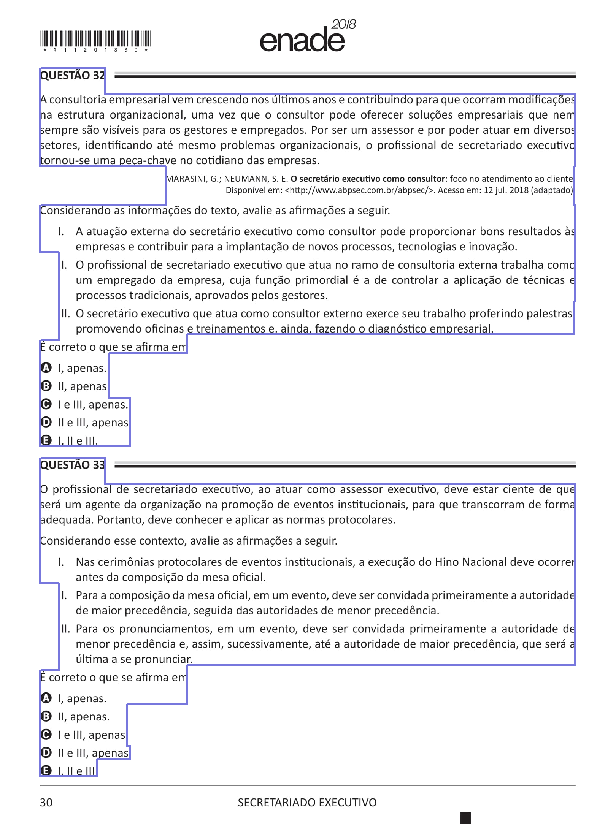 *R1120188 30*
enade 2018
QUESTÃO 32
A consultoria empresarial vem crescendo nos últimos anos e contribuindo para que ocorram modificações
na estrutura organizacional, uma vez que o consultor pode oferecer soluções empresariais que nem
sempre são visíveis para os gestores e empregados. Por ser um assessor e por poder atuar em diversos
setores, identificando até mesmo problemas organizacionais, o profissional de secretariado executivo
tornou-se uma peça-chave no cotidiano das empresas.
MARASINI, G.; NEUMANN, S. E. O secretário executivo como consultor: foco no atendimento ao cliente
Disponível em: <http://www.abpsec.com.br/abpsec/>. Acesso em: 12 jul. 2018 (adaptado)
Considerando as informações do texto, avalie as afirmações a seguir.
I. A atuação externa do secretário executivo como consultor pode proporcionar bons resultados às
empresas e contribuir para a implantação de novos processos, tecnologias e inovação.
II. O profissional de secretariado executivo que atua no ramo de consultoria externa trabalha como
um empregado da empresa, cuja função primordial é a de controlar a aplicação de técnicas e
processos tradicionais, aprovados pelos gestores.
III. O secretário executivo que atua como consultor externo exerce seu trabalho proferindo palestras
promovendo oficinas e treinamentos e, ainda, fazendo o diagnóstico empresarial.
É correto o que se afirma em
A I, apenas.
B II, apenas
C I e III, apenas.
D II e III, apenas
E I, II e III.
QUESTÃO 33
O profissional de secretariado executivo, ao atuar como assessor executivo, deve estar ciente de que
será um agente da organização na promoção de eventos institucionais, para que transcorram de forma
adequada. Portanto, deve conhecer e aplicar as normas protocolares.
Considerando esse contexto, avalie as afirmações a seguir.
I. Nas cerimônias protocolares de eventos institucionais, a execução do Hino Nacional deve ocorrer
antes da composição da mesa oficial.
II. Para a composição da mesa oficial, em um evento, deve ser convidada primeiramente a autoridade
de maior precedência, seguida das autoridades de menor precedência.
III. Para os pronunciamentos, em um evento, deve ser convidada primeiramente a autoridade de
menor precedência e, assim, sucessivamente, até a autoridade de maior precedência, que será a
última a se pronunciar.
É correto o que se afirma em
A I, apenas.
B II, apenas.
C I e III, apenas
D II e III, apenas
E I, II e III
30 SECRETARIADO EXECUTIVO